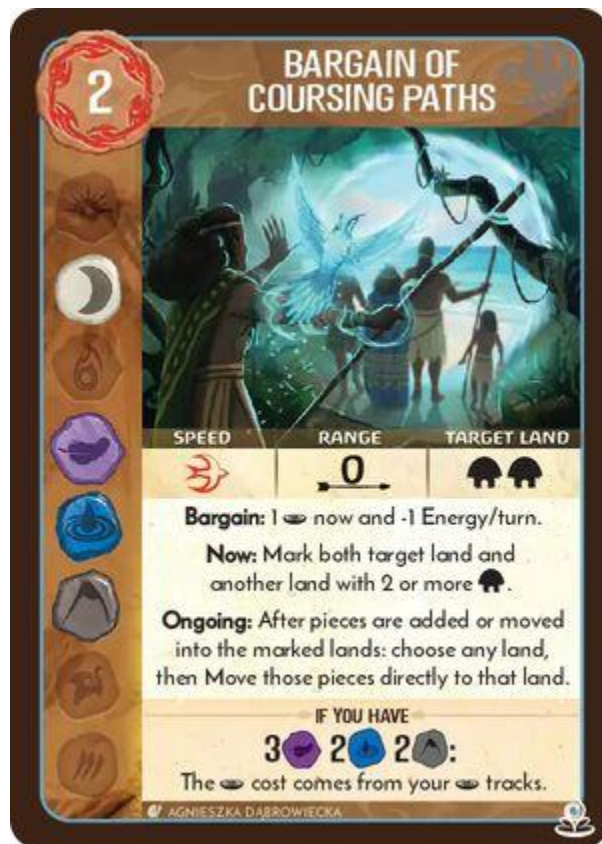 2
BARGAIN OF
COURSING PATHS
SPEED RANGE TARGET LAND
0
Bargain: 1 now and -1 Energy/turn.
Now: Mark both target land and
another land with 2 or more .
Ongoing: After pieces are added or moved
into the marked lands: choose any land,
then Move those pieces directly to that land.
IF YOU HAVE
3 2 2 :
The cost comes from your tracks.
AGNIESZKA DĄBROWIECKA